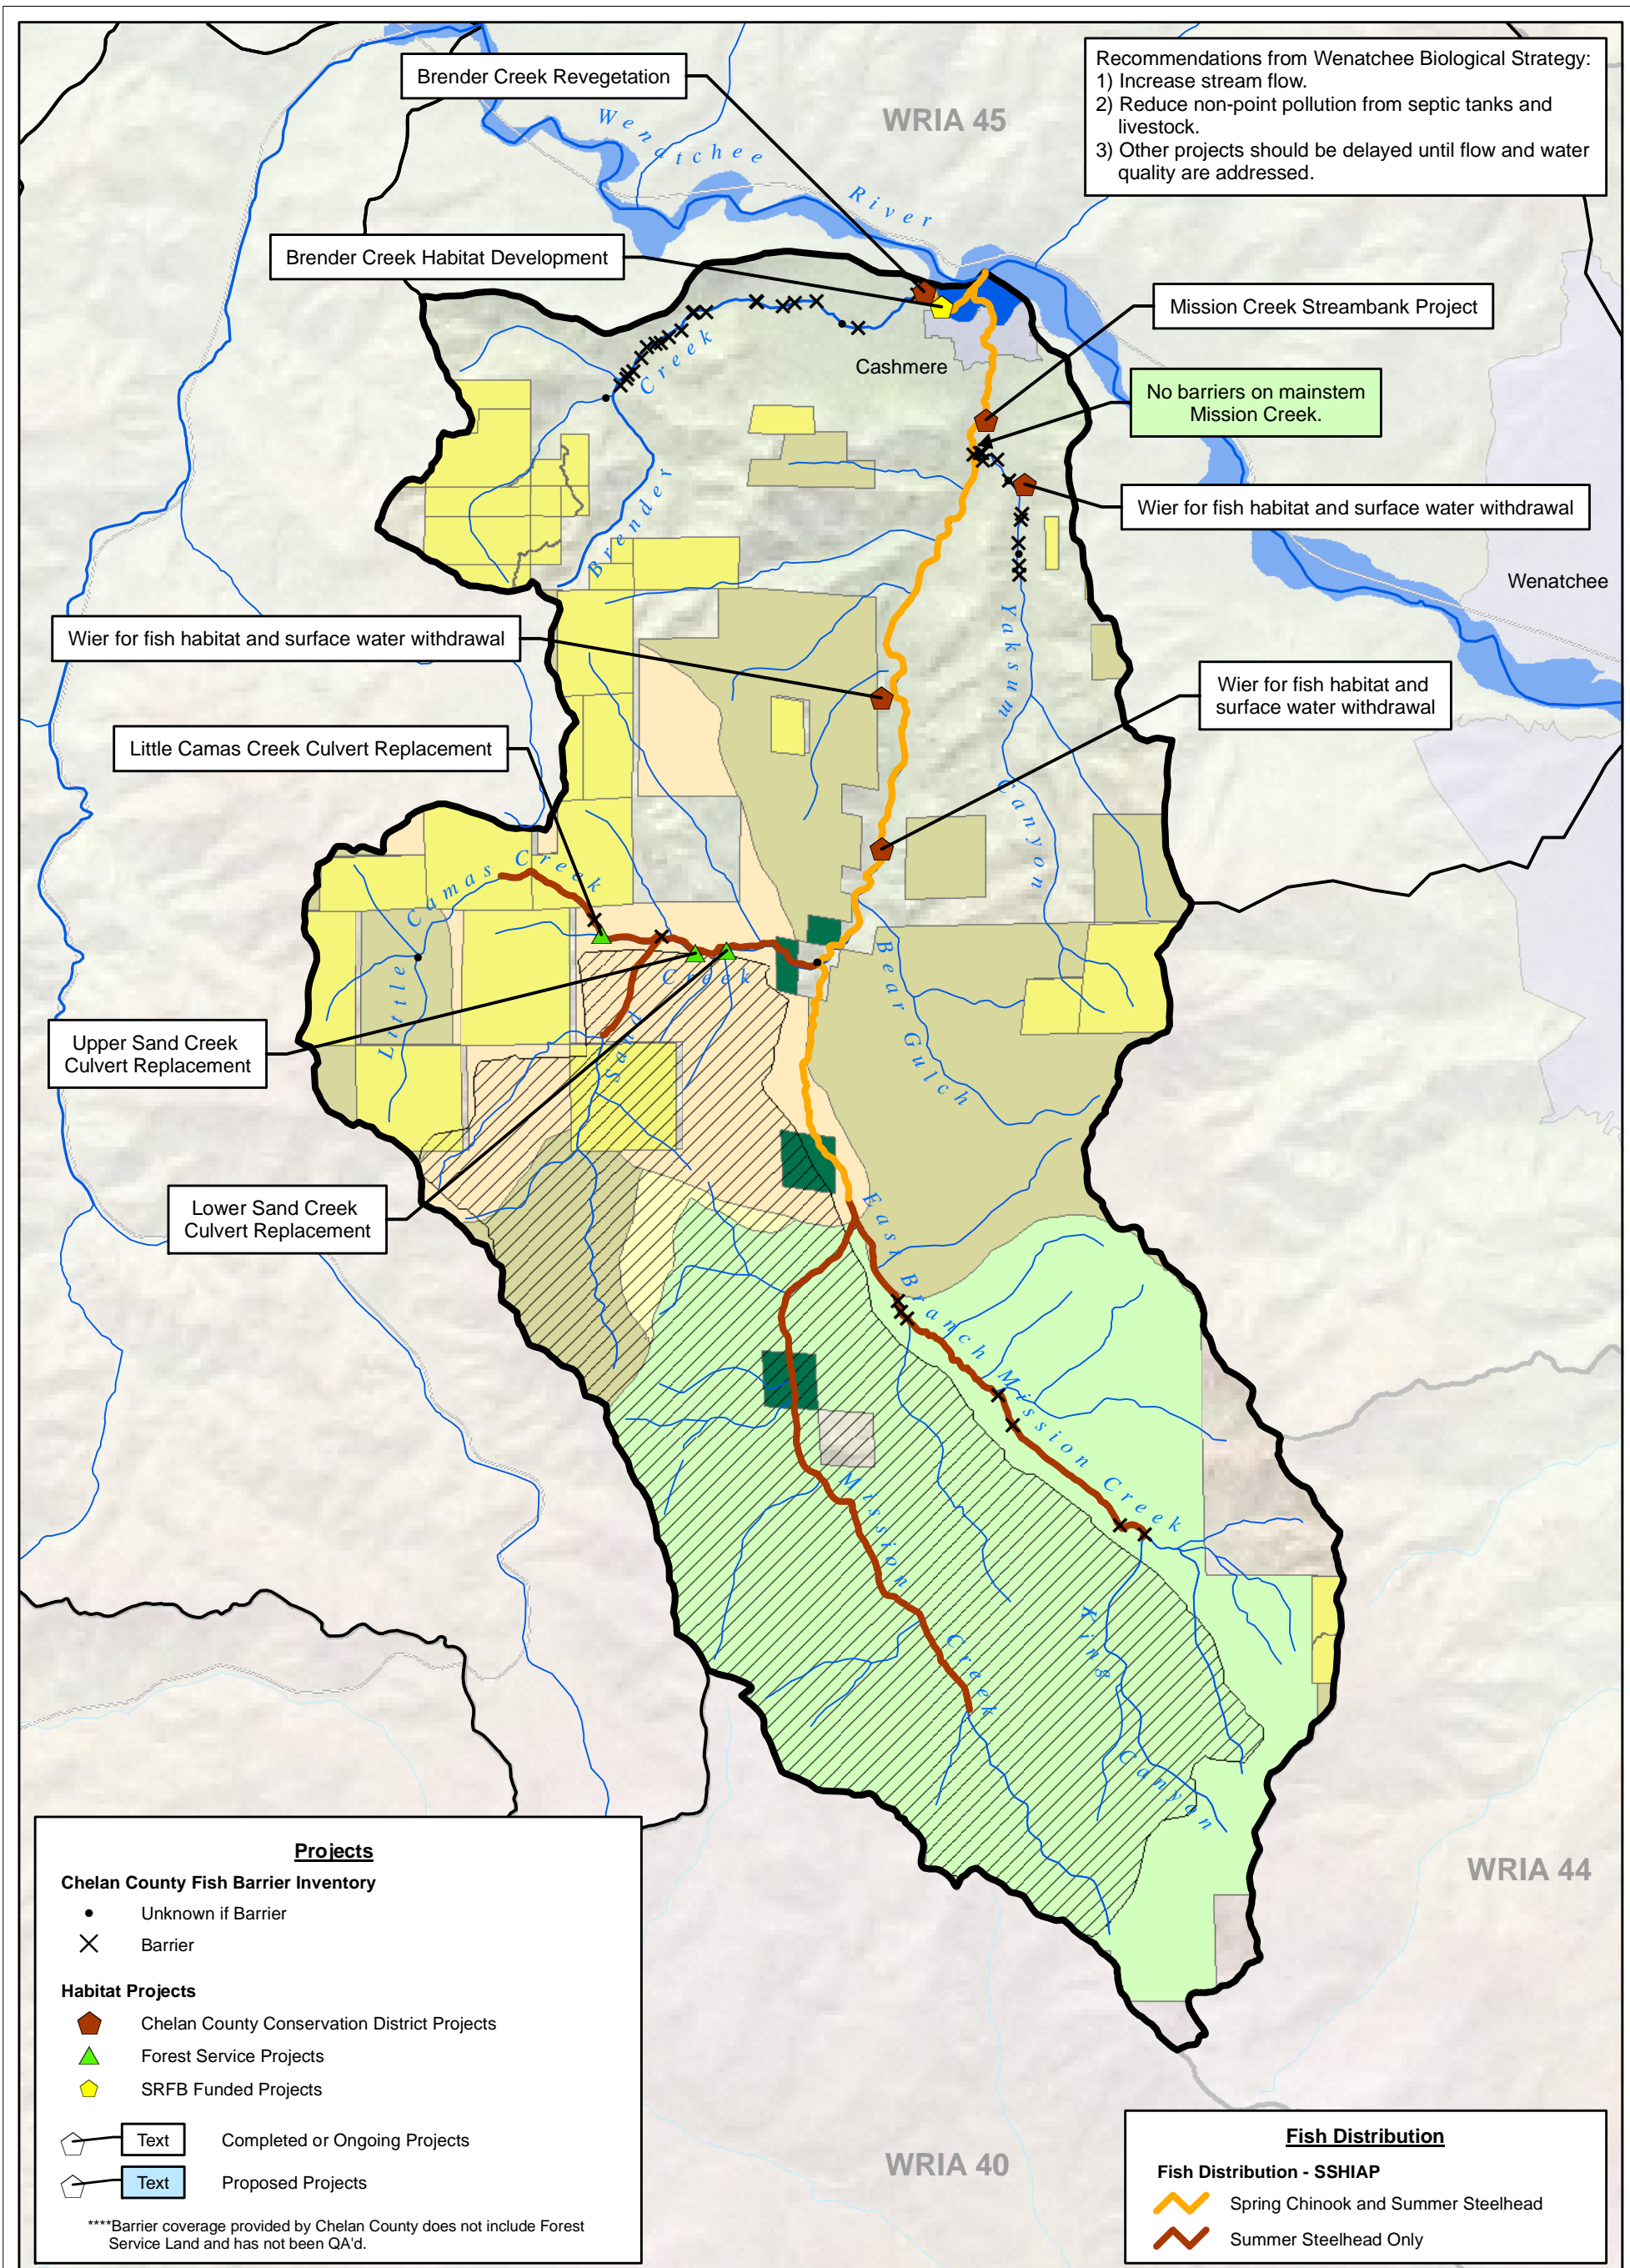 Brender Creek Revegetation
WRIA 45
Recommendations from Wenatchee Biological Strategy:
1) Increase stream flow.
2) Reduce non-point pollution from septic tanks and
livestock.
3) Other projects should be delayed until flow and water
quality are addressed.
Wenatchee River
Brender Creek Habitat Development
Mission Creek Streambank Project
Cashmere
No barriers on mainstem
Mission Creek.
Brender Creek
Wier for fish habitat and surface water withdrawal
Wenatchee
Wier for fish habitat and surface water withdrawal
Yaksum Canyon
Wier for fish habitat and
surface water withdrawal
Little Camas Creek Culvert Replacement
Little Camas Creek
Sand Creek
Bear Gulch
Upper Sand Creek
Culvert Replacement
Lower Sand Creek
Culvert Replacement
East Branch Mission Creek
Mission Creek
King Canyon
WRIA 44
WRIA 40
Projects
Chelan County Fish Barrier Inventory
Unknown if Barrier
Barrier
Habitat Projects
Chelan County Conservation District Projects
Forest Service Projects
SRFB Funded Projects
Text Completed or Ongoing Projects
Text Proposed Projects
****Barrier coverage provided by Chelan County does not include Forest
Service Land and has not been QA'd.
Fish Distribution
Fish Distribution - SSHIAP
Spring Chinook and Summer Steelhead
Summer Steelhead Only